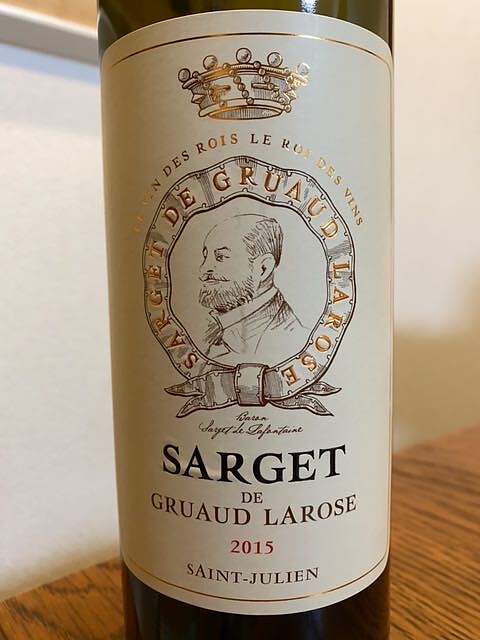 LE VIN DES ROIS LE ROI DES VINS
SARGET DE GRUAUD LAROSE
Baron
Sarget de Lafontaine
SARGET
DE
GRUAUD LAROSE
2015
SAINT-JULIEN